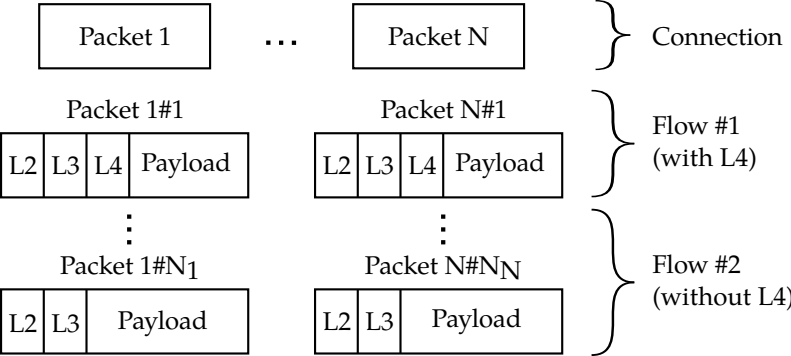 Packet 1 ... Packet N Connection
Packet 1#1 Packet N#1
L2 L3 L4 Payload L2 L3 L4 Payload
Flow #1
(with L4)
Packet 1#N1 Packet N#NN
L2 L3 Payload L2 L3 Payload
Flow #2
(without L4)